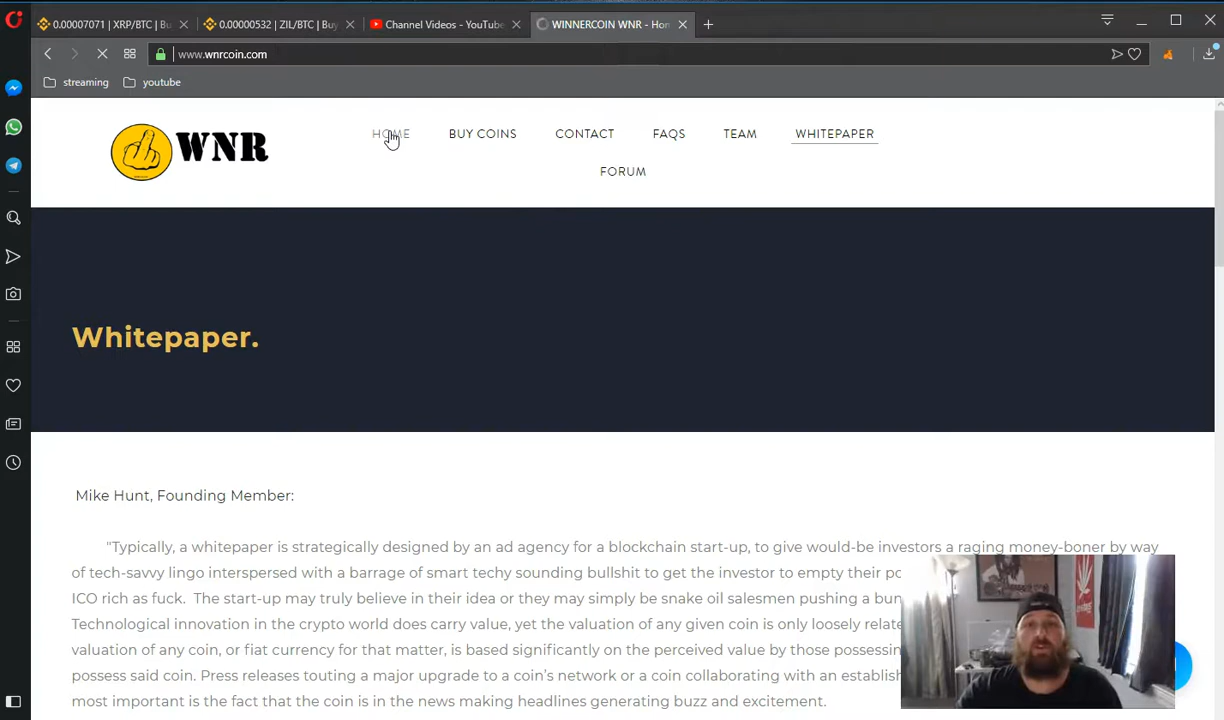 0.00007071 | XRP/BTC | Bu
0.00000532 | ZIL/BTC | Buy
Channel Videos - YouTube
WINNERCOIN WNR - Hon
www.wnrcoin.com
streaming
youtube
WNR
HOME
BUY COINS
CONTACT
FAQS
TEAM
WHITEPAPER
FORUM
Whitepaper.
Mike Hunt, Founding Member:
"Typically, a whitepaper is strategically designed by an ad agency for a blockchain start-up, to give would-be investors a raging money-boner by way
of tech-savvy lingo interspersed with a barrage of smart techy sounding bullshit to get the investor to empty their po
ICO rich as fuck. The start-up may truly believe in their idea or they may simply be snake oil salesmen pushing a bun
Technological innovation in the crypto world does carry value, yet the valuation of any given coin is only loosely relate
valuation of any coin, or fiat currency for that matter, is based significantly on the perceived value by those possessin
possess said coin. Press releases touting a major upgrade to a coin's network or a coin collaborating with an establish
most important is the fact that the coin is in the news making headlines generating buzz and excitement.